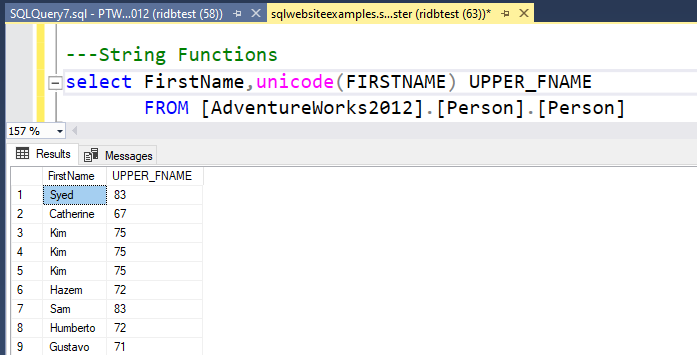 SQLQuery7.sql - PTW...012 (ridbtest (58)) sqlwebsiteexamples.s...ster (ridbtest (63))*
---String Functions
select FirstName,unicode(FIRSTNAME) UPPER_FNAME
FROM [AdventureWorks2012].[Person].[Person]
157 %
Results Messages
FirstName UPPER_FNAME
1 Syed 83
2 Catherine 67
3 Kim 75
4 Kim 75
5 Kim 75
6 Hazem 72
7 Sam 83
8 Humberto 72
9 Gustavo 71